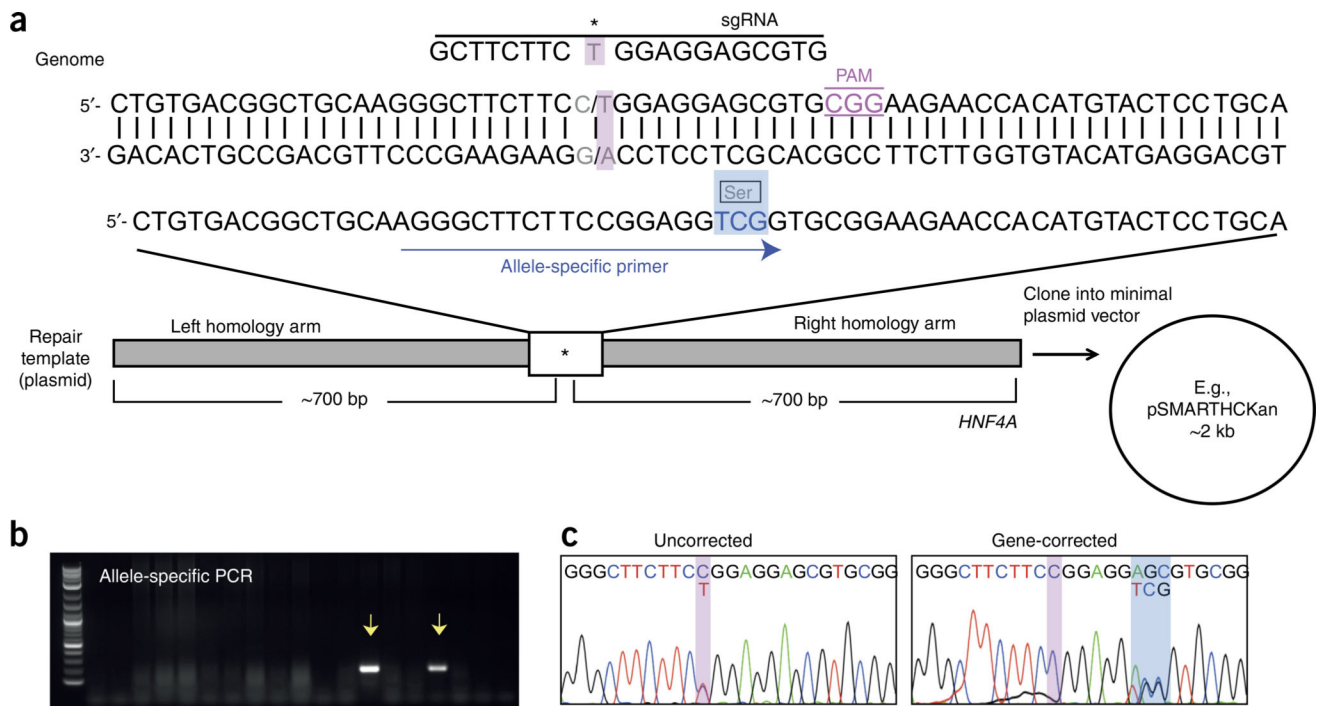 a
* sgRNA
GCTTCTTC T GGAGGAGCGTG
Genome
PAM
5′- CTGTGACGGCTGCAAGGGCTTCTTCC/TGGAGGAGCGTGCGGAAGAACCACATGTACTCCTGCA
3′- GACACTGCCGACGTTCCCGAAGAAGG/ACCTCCTCGCACGCCTTCTTGGTGTACATGAGGACGT
Ser
5′- CTGTGACGGCTGCAAGGGCTTCTTCCGGAGGTCGGTGCGGAAGAACCACATGTACTCCTGCA
Allele-specific primer
Clone into minimal
plasmid vector
Left homology arm
Right homology arm
Repair
template
(plasmid)
*
~700 bp
~700 bp
HNF4A
E.g.,
pSMARTHCKan
~2 kb
b
Allele-specific PCR
c
Uncorrected
GGGCTTCTTCCGGAGGAGCGTGCGG
T
Gene-corrected
GGGCTTCTTCCGGAGGAGCGTGCGG
TCG